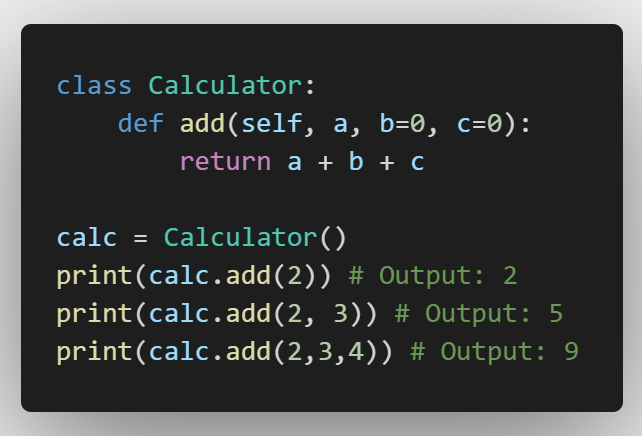 class Calculator:
    def add(self, a, b=0, c=0):
        return a + b + c

calc = Calculator()
print(calc.add(2)) # Output: 2
print(calc.add(2, 3)) # Output: 5
print(calc.add(2,3,4)) # Output: 9